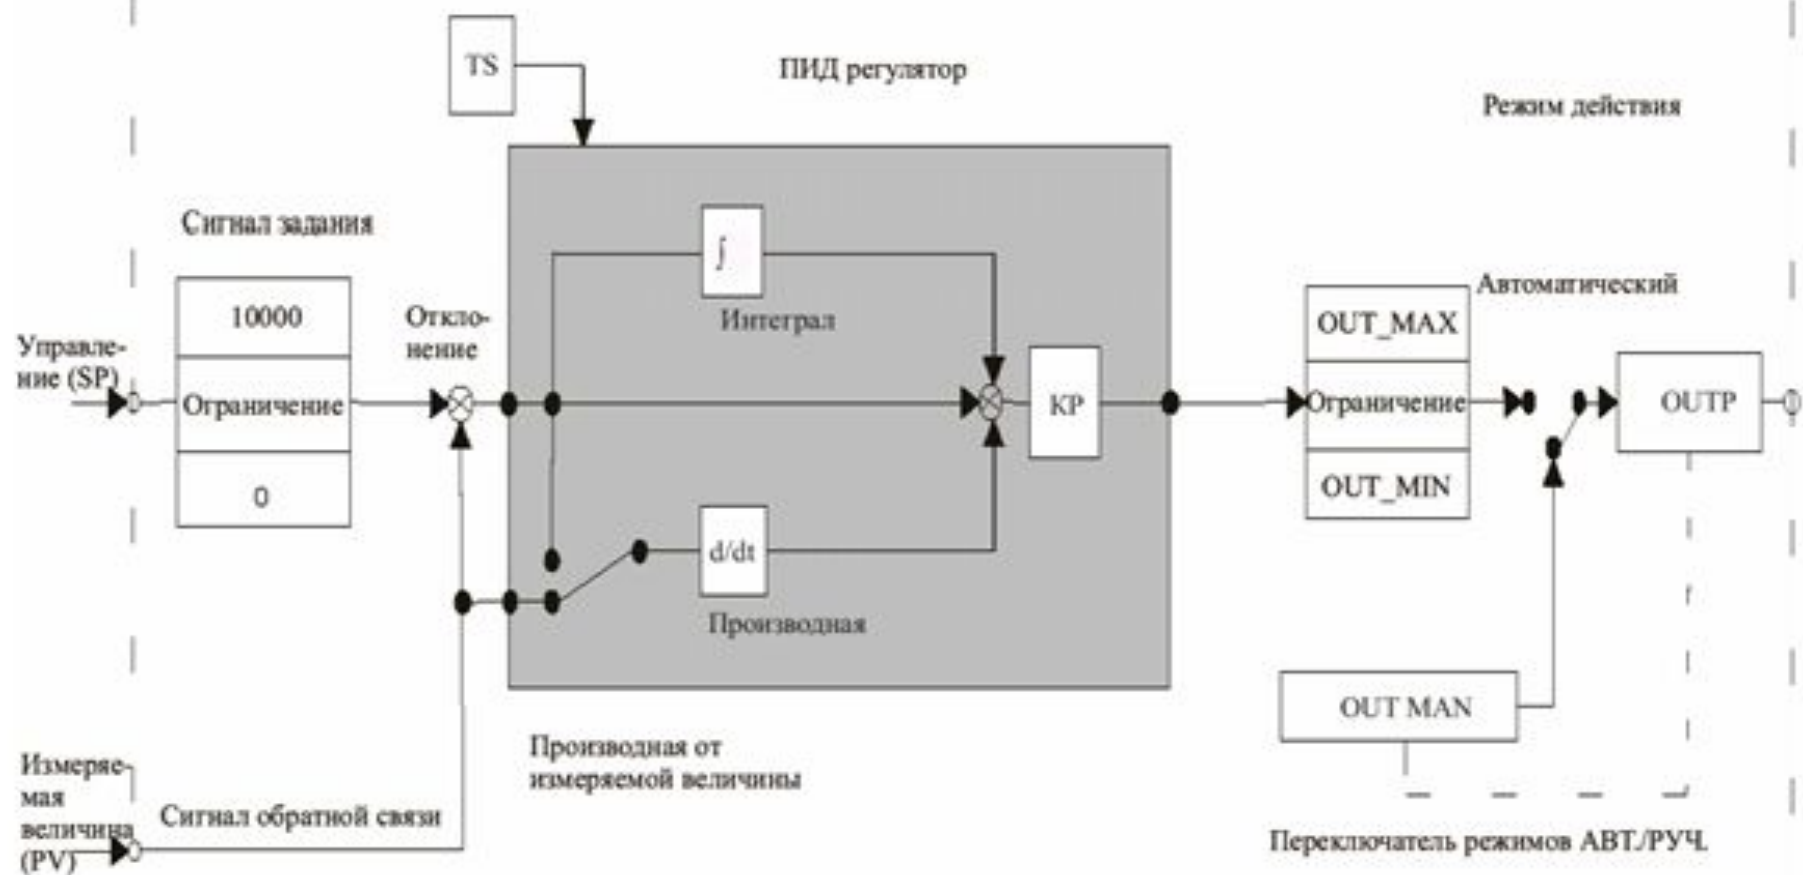 TS
ПИД регулятор
Режим действия
Сигнал задания
10000
Ограничение
0
Управле-
ние (SP)
Откло-
нение
∫
Интеграл
КР
d/dt
Производная
OUT_MAX
Ограничение
OUT_MIN
Автоматический
OUTP
OUT MAN
Производная от
измеряемой величины
Измеряе-
мая
величина
(PV)
Сигнал обратной связи
Переключатель режимов АВТ./РУЧ.